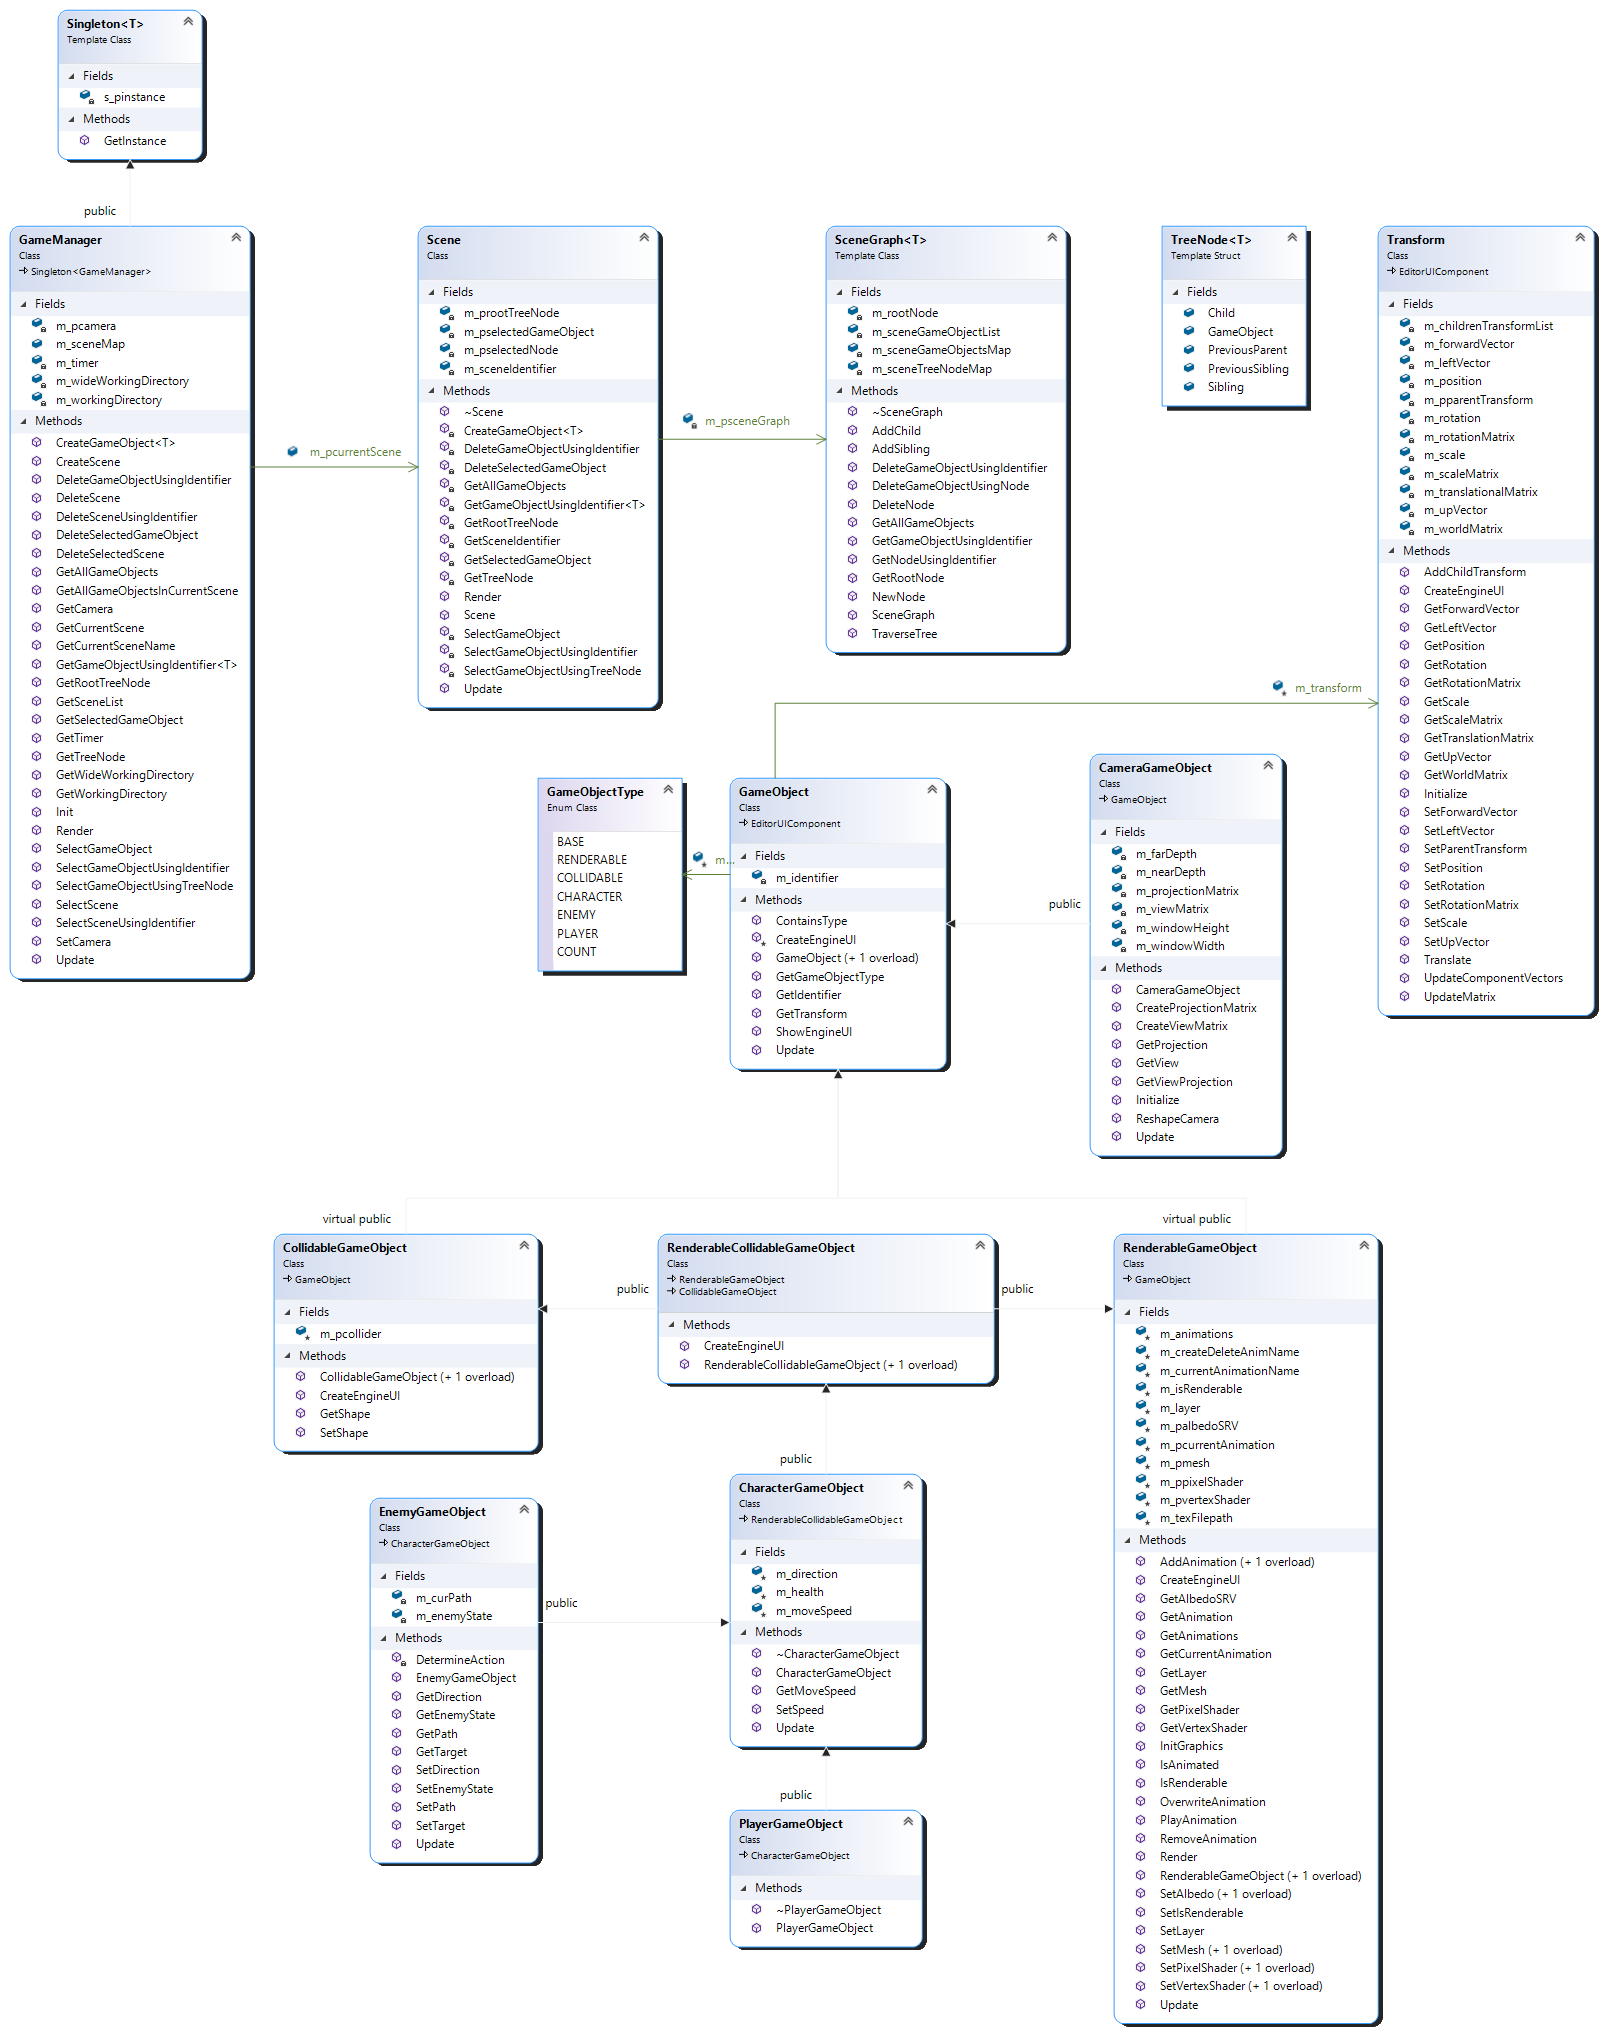 Singleton<T>
Template Class
Fields
s_pinstance
Methods
GetInstance
public
GameManager
Class
Singleton<GameManager>
Fields
m_pcamera
m_sceneMap
m_timer
m_wideWorkingDirectory
m_workingDirectory
Methods
CreateGameObject<T>
CreateScene
DeleteGameObjectUsingIdentifier
DeleteScene
DeleteSceneUsingIdentifier
DeleteSelectedGameObject
DeleteSelectedScene
GetAllGameObjects
GetAllGameObjectsInCurrentScene
GetCamera
GetCurrentScene
GetCurrentSceneName
GetGameObjectUsingIdentifier<T>
GetRootTreeNode
GetSceneList
GetSelectedGameObject
GetTimer
GetTreeNode
GetWideWorkingDirectory
GetWorkingDirectory
Init
Render
SelectGameObject
SelectGameObjectUsingIdentifier
SelectGameObjectUsingTreeNode
SelectScene
SelectSceneUsingIdentifier
SetCamera
Update
m_pcurrentScene
Scene
Class
Fields
m_prootTreeNode
m_pselectedGameObject
m_pselectedNode
m_sceneIdentifier
Methods
~Scene
CreateGameObject<T>
DeleteGameObjectUsingIdentifier
DeleteSelectedGameObject
GetAllGameObjects
GetGameObjectUsingIdentifier<T>
GetRootTreeNode
GetSceneIdentifier
GetSelectedGameObject
GetTreeNode
Render
Scene
SelectGameObject
SelectGameObjectUsingIdentifier
SelectGameObjectUsingTreeNode
Update
m_psceneGraph
SceneGraph<T>
Template Class
Fields
m_rootNode
m_sceneGameObjectList
m_sceneGameObjectsMap
m_sceneTreeNodeMap
Methods
~SceneGraph
AddChild
AddSibling
DeleteGameObjectUsingIdentifier
DeleteGameObjectUsingNode
DeleteNode
GetAllGameObjects
GetGameObjectUsingIdentifier
GetNodeUsingIdentifier
GetRootNode
NewNode
SceneGraph
TraverseTree
TreeNode<T>
Template Struct
Fields
Child
GameObject
PreviousParent
PreviousSibling
Sibling
Transform
Class
EditorUIComponent
Fields
m_childrenTransformList
m_forwardVector
m_leftVector
m_position
m_pparentTransform
m_rotation
m_rotationMatrix
m_scale
m_scaleMatrix
m_translationalMatrix
m_upVector
m_worldMatrix
Methods
AddChildTransform
CreateEngineUI
GetForwardVector
GetLeftVector
GetPosition
GetRotation
GetRotationMatrix
GetScale
GetScaleMatrix
GetTranslationMatrix
GetUpVector
GetWorldMatrix
Initialize
SetForwardVector
SetLeftVector
SetParentTransform
SetPosition
SetRotation
SetRotationMatrix
SetScale
SetUpVector
Translate
UpdateComponentVectors
UpdateMatrix
m_transform
GameObjectType
Enum Class
BASE
RENDERABLE
COLLIDABLE
CHARACTER
ENEMY
PLAYER
COUNT
m...
GameObject
Class
EditorUIComponent
Fields
m_identifier
Methods
ContainsType
CreateEngineUI
GameObject (+ 1 overload)
GetGameObjectType
GetIdentifier
GetTransform
ShowEngineUI
Update
public
CameraGameObject
Class
GameObject
Fields
m_farDepth
m_nearDepth
m_projectionMatrix
m_viewMatrix
m_windowHeight
m_windowWidth
Methods
CameraGameObject
CreateProjectionMatrix
CreateViewMatrix
GetProjection
GetView
GetViewProjection
Initialize
ReshapeCamera
Update
virtual public
virtual public
CollidableGameObject
Class
GameObject
Fields
m_pcollider
Methods
CollidableGameObject (+ 1 overload)
CreateEngineUI
GetShape
SetShape
public
RenderableCollidableGameObject
Class
RenderableGameObject
CollidableGameObject
Methods
CreateEngineUI
RenderableCollidableGameObject (+ 1 overload)
public
RenderableGameObject
Class
GameObject
Fields
m_animations
m_createDeleteAnimName
m_currentAnimationName
m_isRenderable
m_layer
m_palbedoSRV
m_pcurrentAnimation
m_pmesh
m_ppixelShader
m_pvertexShader
m_texFilepath
Methods
AddAnimation (+ 1 overload)
CreateEngineUI
GetAlbedoSRV
GetAnimation
GetAnimations
GetCurrentAnimation
GetLayer
GetMesh
GetPixelShader
GetVertexShader
InitGraphics
IsAnimated
IsRenderable
OverwriteAnimation
PlayAnimation
RemoveAnimation
Render
RenderableGameObject (+ 1 overload)
SetAlbedo (+ 1 overload)
SetIsRenderable
SetLayer
SetMesh (+ 1 overload)
SetPixelShader (+ 1 overload)
SetVertexShader (+ 1 overload)
Update
public
EnemyGameObject
Class
CharacterGameObject
Fields
m_curPath
m_enemyState
Methods
DetermineAction
EnemyGameObject
GetDirection
GetEnemyState
GetPath
GetTarget
SetDirection
SetEnemyState
SetPath
SetTarget
Update
public
CharacterGameObject
Class
RenderableCollidableGameObject
Fields
m_direction
m_health
m_moveSpeed
Methods
~CharacterGameObject
CharacterGameObject
GetMoveSpeed
SetSpeed
Update
public
PlayerGameObject
Class
CharacterGameObject
Methods
~PlayerGameObject
PlayerGameObject